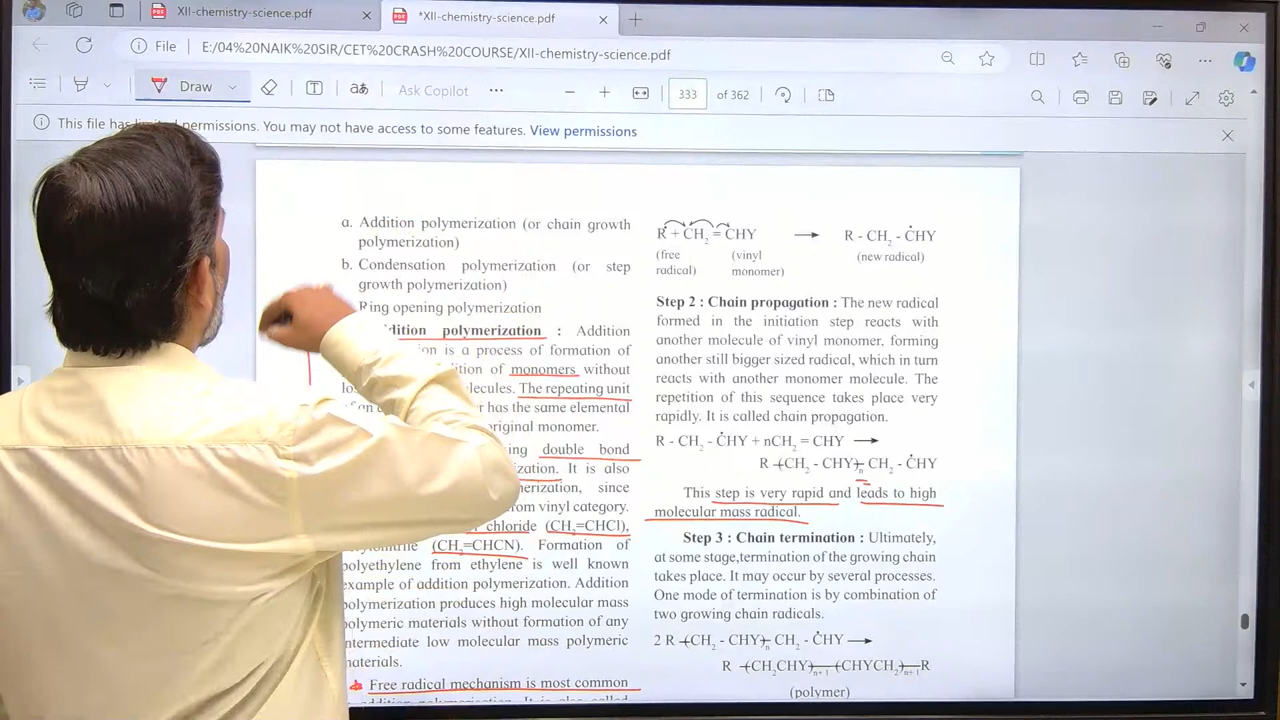 XII-chemistry-science.pdf
*XII-chemistry-science.pdf
File E:/04%20NAIK%20SIR/CET%20CRASH%20COURSE/XII-chemistry-science.pdf
Draw
aあ
Ask Copilot
333 of 362
This file has limited permissions. You may not have access to some features. View permissions
a. Addition polymerization (or chain growth
polymerization)
b. Condensation polymerization (or step
growth polymerization)
Ring opening polymerization
ddition polymerization : Addition
ion is a process of formation of
ition of monomers without
lecules. The repeating unit
of an has the same elemental
original monomer.
ing double bond
ization. It is also
erization, since
from vinyl category.
chloride (CH₂=CHCl),
(CH₂=CHCN). Formation of
polyethylene from ethylene is well known
example of addition polymerization. Addition
polymerization produces high molecular mass
polymeric materials without formation of any
intermediate low molecular mass polymeric
materials.
Free radical mechanism is most common
Ṙ + CH₂ = CHY → R - CH₂ - ĊHY
(free (vinyl (new radical)
radical) monomer)
Step 2 : Chain propagation : The new radical
formed in the initiation step reacts with
another molecule of vinyl monomer, forming
another still bigger sized radical, which in turn
reacts with another monomer molecule. The
repetition of this sequence takes place very
rapidly. It is called chain propagation.
R - CH₂ - ĊHY + nCH₂ = CHY →
R -(CH₂ - CHY)-ₙ CH₂ - ĊHY
This step is very rapid and leads to high
molecular mass radical.
Step 3 : Chain termination : Ultimately,
at some stage,termination of the growing chain
takes place. It may occur by several processes.
One mode of termination is by combination of
two growing chain radicals.
2 R -(CH₂ - CHY)-ₙ CH₂ - ĊHY →
R -(CH₂CHY)-ₙ₊₁-(CHYCH₂)-ₙ₊₁R
(polymer)